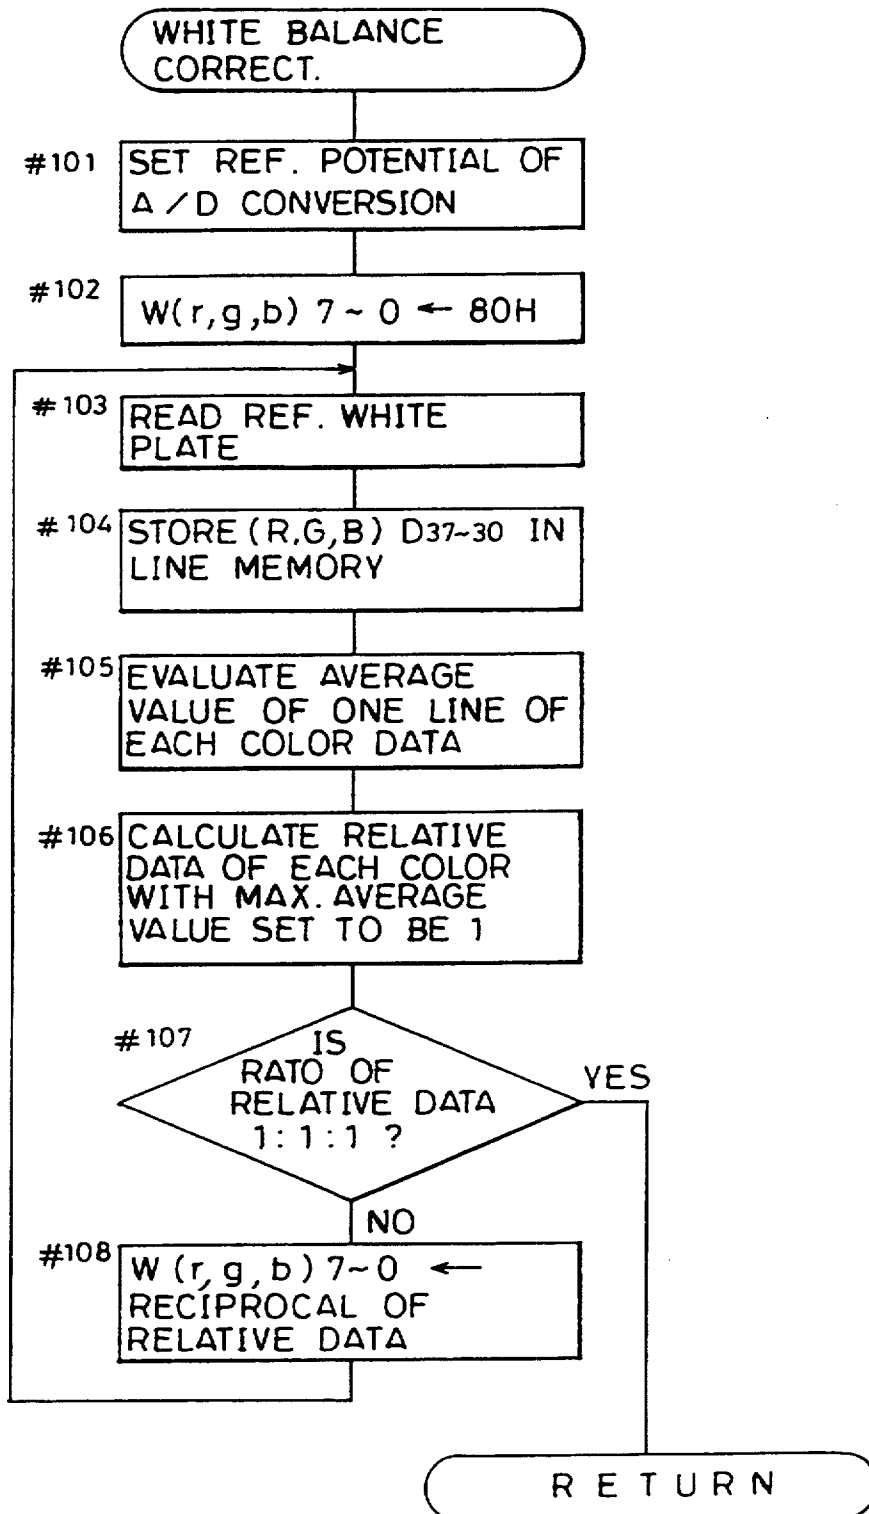 WHITE BALANCE
CORRECT.
#101
SET REF. POTENTIAL OF
A/D CONVERSION
#102
W(r,g,b) 7~0 ← 80H
#103
READ REF. WHITE
PLATE
#104
STORE (R,G,B) D37~30 IN
LINE MEMORY
#105
EVALUATE AVERAGE
VALUE OF ONE LINE OF
EACH COLOR DATA
#106
CALCULATE RELATIVE
DATA OF EACH COLOR
WITH MAX. AVERAGE
VALUE SET TO BE 1
#107
IS
RATO OF
RELATIVE DATA
1:1:1 ?
YES
NO
#108
W(r,g,b) 7~0 ←
RECIPROCAL OF
RELATIVE DATA
RETURN